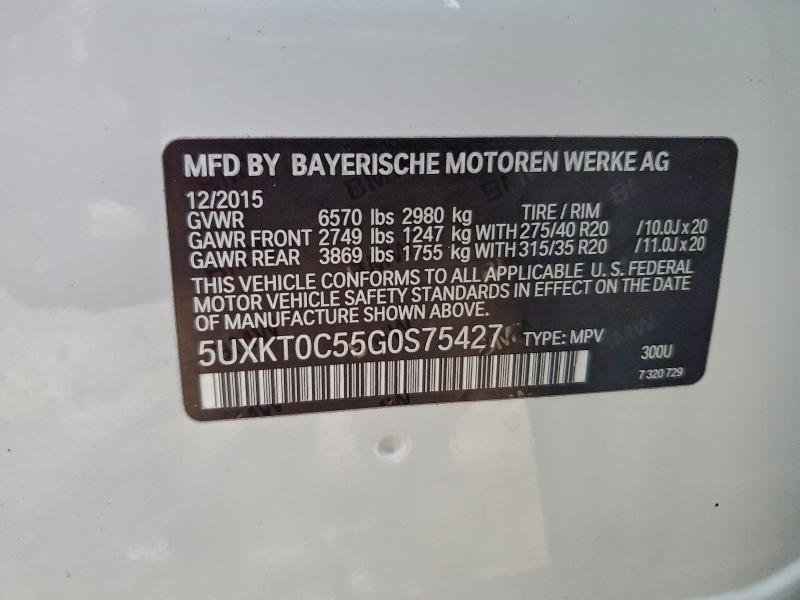 MFD BY BAYERISCHE MOTOREN WERKE AG
12/2015
GVWR 6570 lbs 2980 kg TIRE / RIM
GAWR FRONT 2749 lbs 1247 kg WITH 275/40 R20 /10.0J x 20
GAWR REAR 3869 lbs 1755 kg WITH 315/35 R20 /11.0J x 20
THIS VEHICLE CONFORMS TO ALL APPLICABLE U. S. FEDERAL
MOTOR VEHICLE SAFETY STANDARDS IN EFFECT ON THE DATE
OF MANUFACTURE SHOWN ABOVE.
5UXKT0C55G0S75427 TYPE: MPV 300U
7 320 729